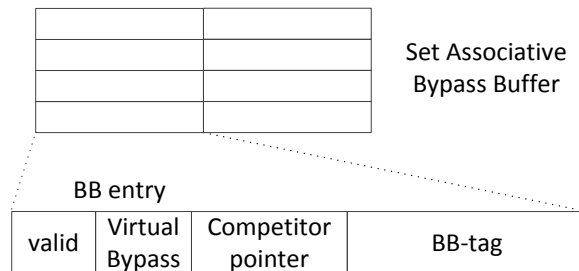 Set Associative
Bypass Buffer
BB entry
valid
Virtual
Bypass
Competitor
pointer
BB-tag